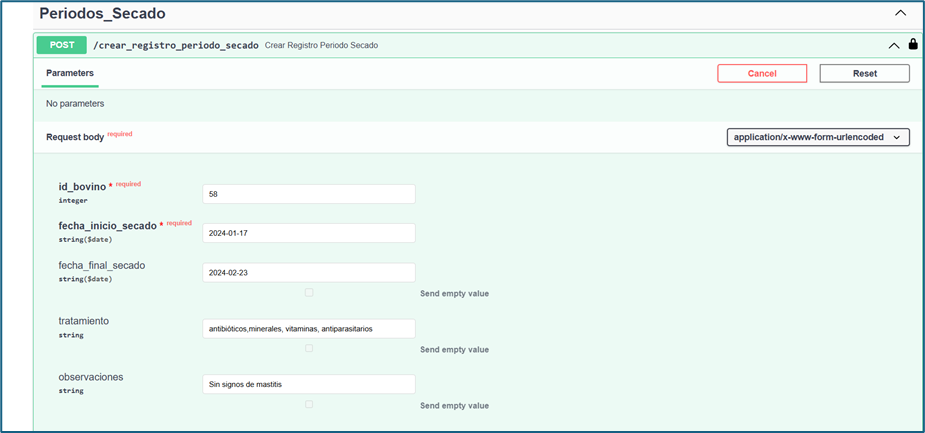 Periodos_Secado
POST /crear_registro_periodo_secado Crear Registro Periodo Secado
Parameters Cancel Reset
No parameters
Request body required application/x-www-form-urlencoded
id_bovino * required
integer
58
fecha_inicio_secado * required
string($date)
2024-01-17
fecha_final_secado
string($date)
2024-02-23
Send empty value
tratamiento
string
antibióticos,minerales, vitaminas, antiparasitarios
Send empty value
observaciones
string
Sin signos de mastitis
Send empty value